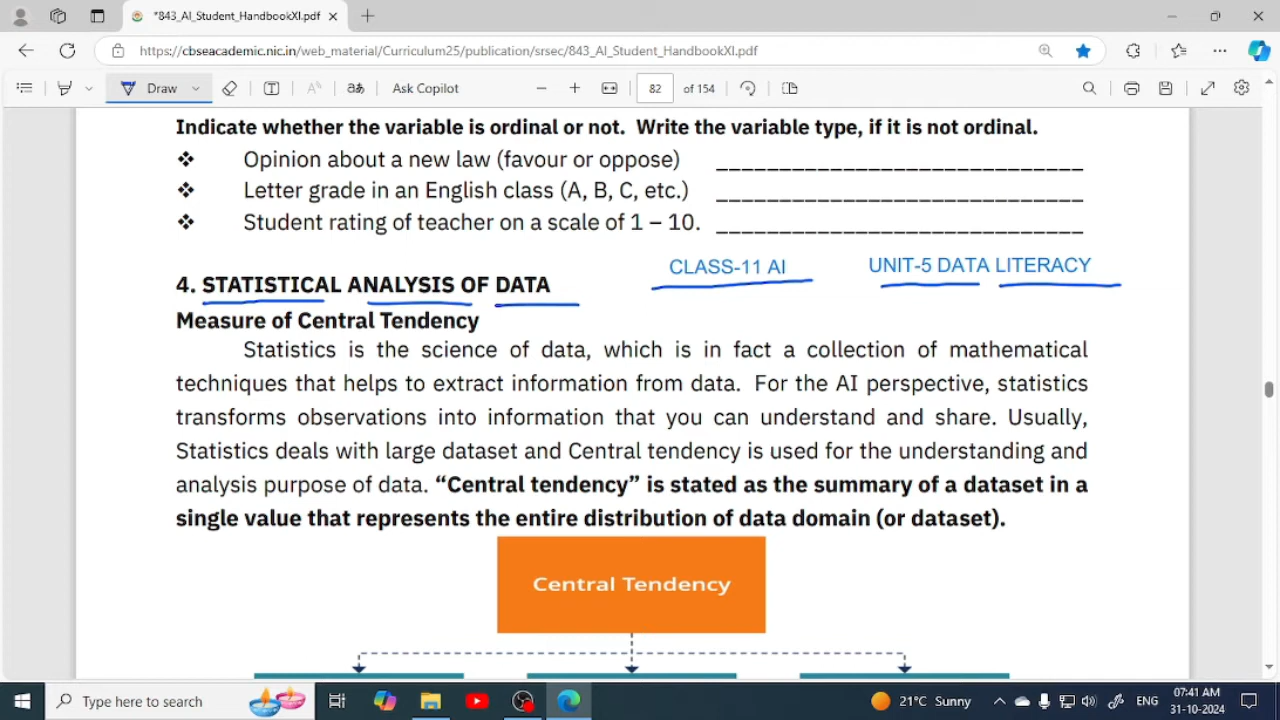 *843_AI_Student_HandbookXI.pdf
https://cbseacademic.nic.in/web_material/Curriculum25/publication/srsec/843_AI_Student_HandbookXI.pdf
Draw
Ask Copilot
82 of 154
Indicate whether the variable is ordinal or not. Write the variable type, if it is not ordinal.
❖ Opinion about a new law (favour or oppose) ____________________________
❖ Letter grade in an English class (A, B, C, etc.) ____________________________
❖ Student rating of teacher on a scale of 1 – 10. ____________________________
CLASS-11 AI UNIT-5 DATA LITERACY
4. STATISTICAL ANALYSIS OF DATA
Measure of Central Tendency
Statistics is the science of data, which is in fact a collection of mathematical
techniques that helps to extract information from data. For the AI perspective, statistics
transforms observations into information that you can understand and share. Usually,
Statistics deals with large dataset and Central tendency is used for the understanding and
analysis purpose of data. “Central tendency” is stated as the summary of a dataset in a
single value that represents the entire distribution of data domain (or dataset).
Central Tendency
Type here to search
21°C Sunny
ENG
07:41 AM
31-10-2024